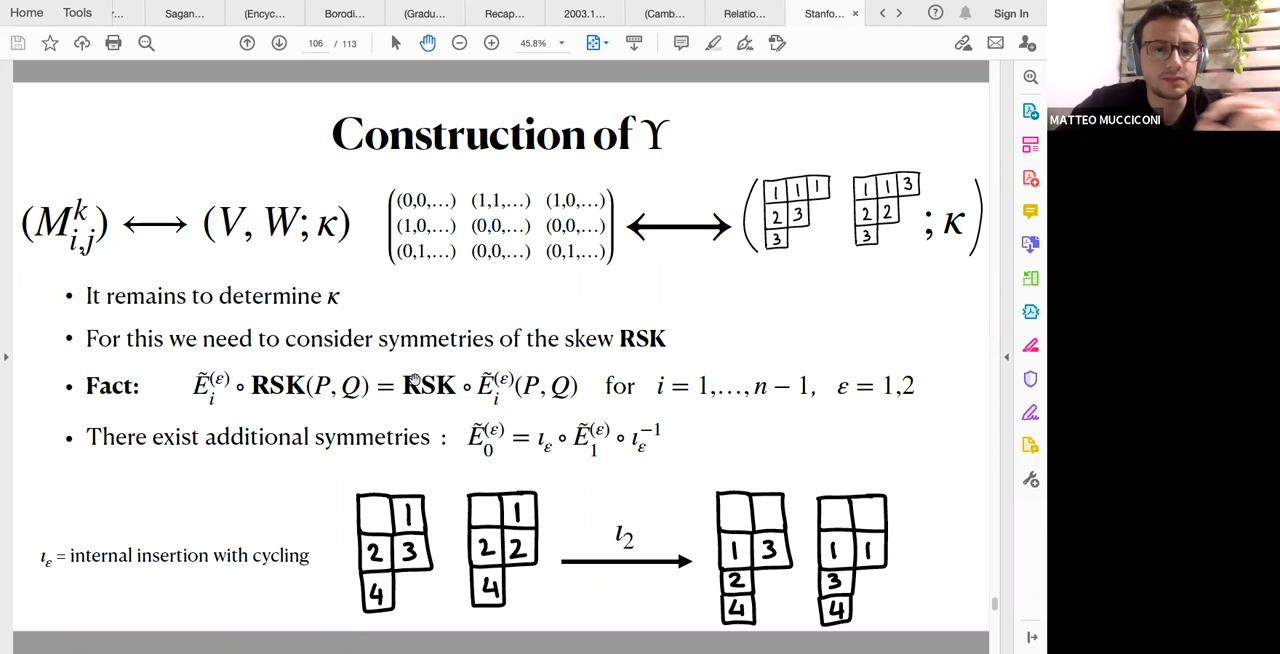 Home Tools Sagan... (Encyc... Borodi... (Gradu... Recap... 2003.1... (Camb... Relatio... Stanfo... × Sign In
106 / 113 45.8%
MATTEO MUCCICONI
Construction of ϒ
(M_{i,j}^k) ⟷ (V, W; κ)
(0,0,…) (1,1,…) (1,0,…)
(1,0,…) (0,0,…) (0,0,…)
(0,1,…) (0,0,…) (0,1,…)
⟷
1 1 1 1 1 3
2 3 2 2 ; κ
3 3
• It remains to determine κ
• For this we need to consider symmetries of the skew RSK
• Fact: Ẽ_i^{(ε)} ∘ RSK(P, Q) = RSK ∘ Ẽ_i^{(ε)}(P, Q) for i = 1,…,n − 1, ε = 1,2
• There exist additional symmetries : Ẽ_0^{(ε)} = ι_ε ∘ Ẽ_1^{(ε)} ∘ ι_ε^{−1}
ι_ε = internal insertion with cycling
1 1
2 3 2 2 ι_2 1 3 1 1
4 4 2 3
4 4